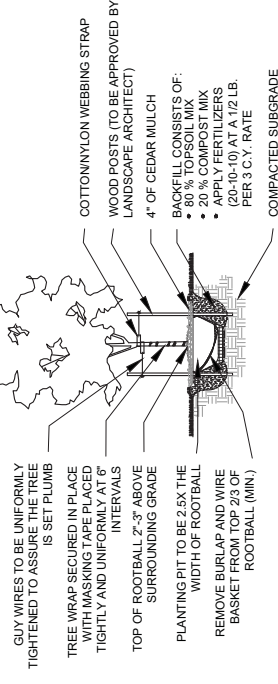 GUY WIRES TO BE UNIFORMLY
TIGHTENED TO ASSURE THE TREE
IS SET PLUMB
TREE WRAP SECURED IN PLACE
WITH MASKING TAPE PLACED
TIGHTLY AND UNIFORMLY AT 6"
INTERVALS
TOP OF ROOTBALL 2"-3" ABOVE
SURROUNDING GRADE
PLANTING PIT TO BE 2.5X THE
WIDTH OF ROOTBALL
REMOVE BURLAP AND WIRE
BASKET FROM TOP 2/3 OF
ROOTBALL (MIN.)
COTTON/NYLON WEBBING STRAP
WOOD POSTS (TO BE APPROVED BY
LANDSCAPE ARCHITECT)
4" OF CEDAR MULCH
BACKFILL CONSISTS OF:
• 80 % TOPSOIL MIX
• 20 % COMPOST MIX
• APPLY FERTILIZERS
(20-10-10) AT A 1/2 LB.
PER 3 C.Y. RATE
COMPACTED SUBGRADE